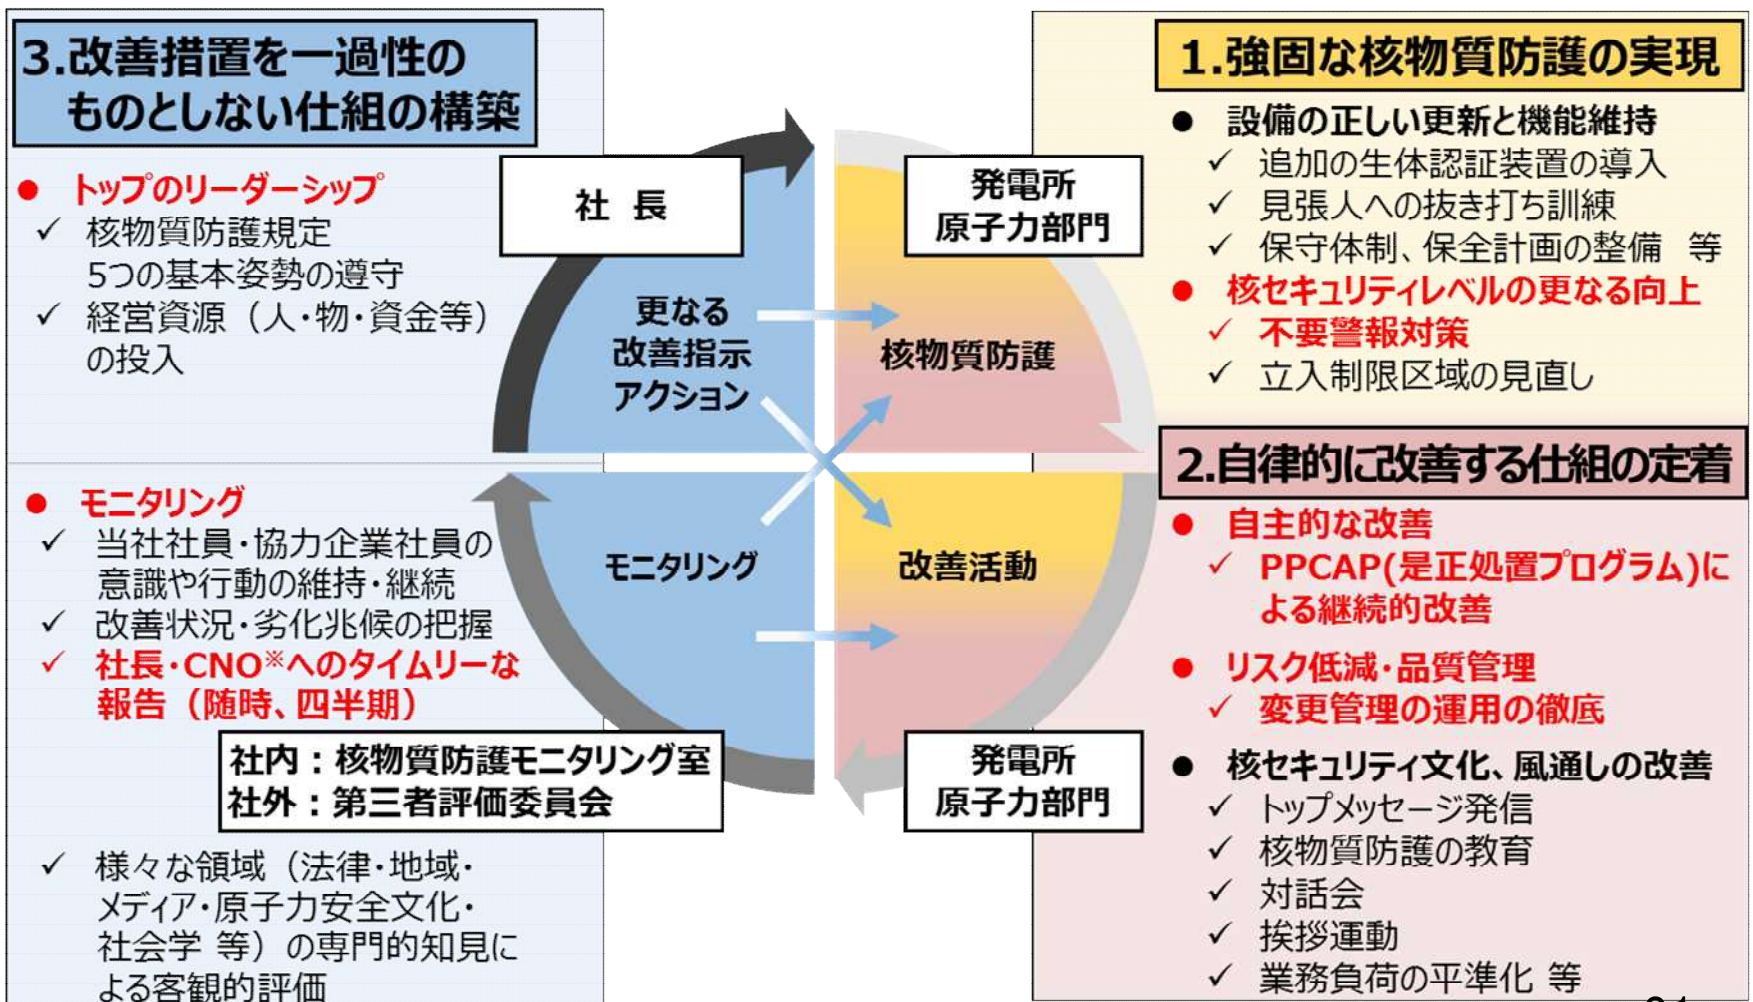 3.改善措置を一過性の
ものとしない仕組の構築
● トップのリーダーシップ
✓ 核物質防護規定
5つの基本姿勢の遵守
✓ 経営資源（人・物・資金等）
の投入
● モニタリング
✓ 当社社員・協力企業社員の
意識や行動の維持・継続
✓ 改善状況・劣化兆候の把握
✓ 社長・CNO※へのタイムリーな
報告（随時、四半期）
社内：核物質防護モニタリング室
社外：第三者評価委員会
✓ 様々な領域（法律・地域・
メディア・原子力安全文化・
社会学 等）の専門的知見に
よる客観的評価
社 長
発電所
原子力部門
更なる
改善指示
アクション
核物質防護
モニタリング
改善活動
発電所
原子力部門
1.強固な核物質防護の実現
● 設備の正しい更新と機能維持
✓ 追加の生体認証装置の導入
✓ 見張人への抜き打ち訓練
✓ 保守体制、保全計画の整備 等
● 核セキュリティレベルの更なる向上
✓ 不要警報対策
✓ 立入制限区域の見直し
2.自律的に改善する仕組の定着
● 自主的な改善
✓ PPCAP(是正処置プログラム)に
よる継続的改善
● リスク低減・品質管理
✓ 変更管理の運用の徹底
● 核セキュリティ文化、風通しの改善
✓ トップメッセージ発信
✓ 核物質防護の教育
✓ 対話会
✓ 挨拶運動
✓ 業務負荷の平準化 等